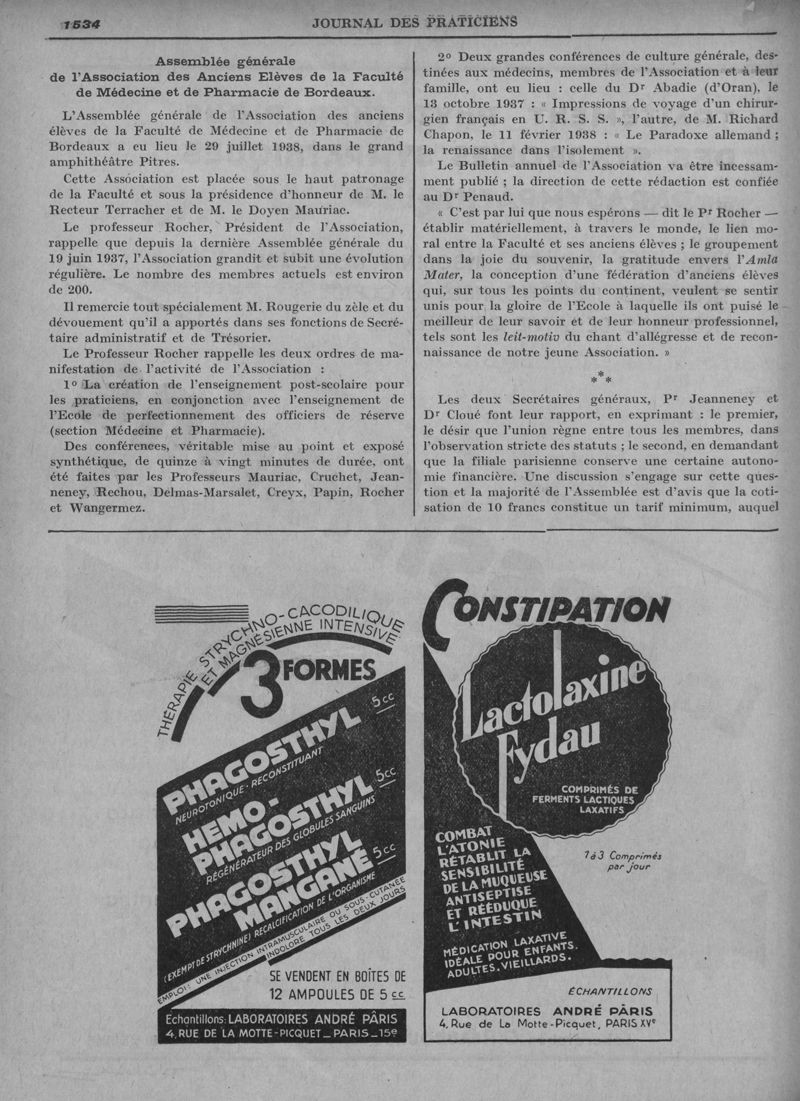 1534
JOURNAL DES PRATICIENS
Assemblée générale
de l'Association des Anciens Elèves de la Faculté
de Médecine et de Pharmacie de Bordeaux.
L'Assemblée générale de l'Association des anciens
élèves de la Faculté de Médecine et de Pharmacie de
Bordeaux a eu lieu le 29 juillet 1938, dans le grand
amphithéâtre Pitres.
Cette Association est placée sous le haut patronage
de la Faculté et sous la présidence d'honneur de M. le
Recteur Terracher et de M. le Doyen Mauriac.
Le professeur Rocher, Président de l'Association,
rappelle que depuis la dernière Assemblée générale du
19 juin 1937, l'Association grandit et subit une évolution
régulière. Le nombre des membres actuels est environ
de 200.
Il remercie tout spécialement M. Rougerie du zèle et du
dévouement qu'il a apportés dans ses fonctions de Secré-
taire administratif et de Trésorier.
Le Professeur Rocher rappelle les deux ordres de ma-
nifestation de l'activité de l'Association :
1o La création de l'enseignement post-scolaire pour
les praticiens, en conjonction avec l'enseignement de
l'Ecole de perfectionnement des officiers de réserve
(section Médecine et Pharmacie).
Des conférences, véritable mise au point et exposé
synthétique, de quinze à vingt minutes de durée, ont
été faites par les Professeurs Mauriac, Cruchet, Jean-
neney, Rechou, Delmas-Marsalet, Creyx, Papin, Rocher
et Wangermez.
2o Deux grandes conférences de culture générale, des-
tinées aux médecins, membres de l'Association et à leur
famille, ont eu lieu : celle du Dr Abadie (d'Oran), le
13 octobre 1937 : « Impressions de voyage d'un chirur-
gien français en U. R. S. S. », l'autre, de M. Richard
Chapon, le 11 février 1938 : « Le Paradoxe allemand ;
la renaissance dans l'isolement ».
Le Bulletin annuel de l'Association va être incessam-
ment publié ; la direction de cette rédaction est confiée
au Dr Penaud.
« C'est par lui que nous espérons — dit le Pr Rocher —
établir matériellement, à travers le monde, le lien mo-
ral entre la Faculté et ses anciens élèves ; le groupement
dans la joie du souvenir, la gratitude envers l'Amla
Mater, la conception d'une fédération d'anciens élèves
qui, sur tous les points du continent, veulent se sentir
unis pour la gloire de l'Ecole à laquelle ils ont puisé le
meilleur de leur savoir et de leur honneur professionnel,
tels sont les leit-motiv du chant d'allégresse et de recon-
naissance de notre jeune Association. »
*
* *
Les deux Secrétaires généraux, Pr Jeanneney et
Dr Cloué font leur rapport, en exprimant : le premier,
le désir que l'union règne entre tous les membres, dans
l'observation stricte des statuts ; le second, en demandant
que la filiale parisienne conserve une certaine autono-
mie financière. Une discussion s'engage sur cette ques-
tion et la majorité de l'Assemblée est d'avis que la coti-
sation de 10 francs constitue un tarif minimum, auquel
THÉRAPIE STRYCHNO-CACODILIQUE
ET MAGNÉSIENNE INTENSIVE
3 FORMES
PHAGOSTHYL 5cc
NEUROTONIQUE - RECONSTITUANT
HEMO-
PHAGOSTHYL 5cc
RÉGÉNÉRATEUR DES GLOBULES SANGUINS
PHAGOSTHYL 5cc
MANGANÉ
(EXEMPT DE STRYCHNINE) RECALCIFICATION DE L'ORGANISME
EMPLOI : UNE INJECTION INTRAMUSCULAIRE OU SOUS-CUTANÉE
INDOLORE TOUS LES DEUX JOURS
SE VENDENT EN BOÎTES DE
12 AMPOULES DE 5 cc.
Echantillons: LABORATOIRES ANDRÉ PÂRIS
4, RUE DE LA MOTTE-PICQUET _ PARIS _ 15e
CONSTIPATION
Lactolaxine
Fydau
COMPRIMÉS DE
FERMENTS LACTIQUES
LAXATIFS
COMBAT
L'ATONIE
RÉTABLIT LA
SENSIBILITÉ
DE LA MUQUEUSE
ANTISEPTISE
ET RÉÉDUQUE
L'INTESTIN
1 à 3 Comprimés
par jour
MÉDICATION LAXATIVE
IDÉALE POUR ENFANTS.
ADULTES. VIEILLARDS.
ÉCHANTILLONS
LABORATOIRES ANDRÉ PÂRIS
4, Rue de La Motte-Picquet, PARIS XVe